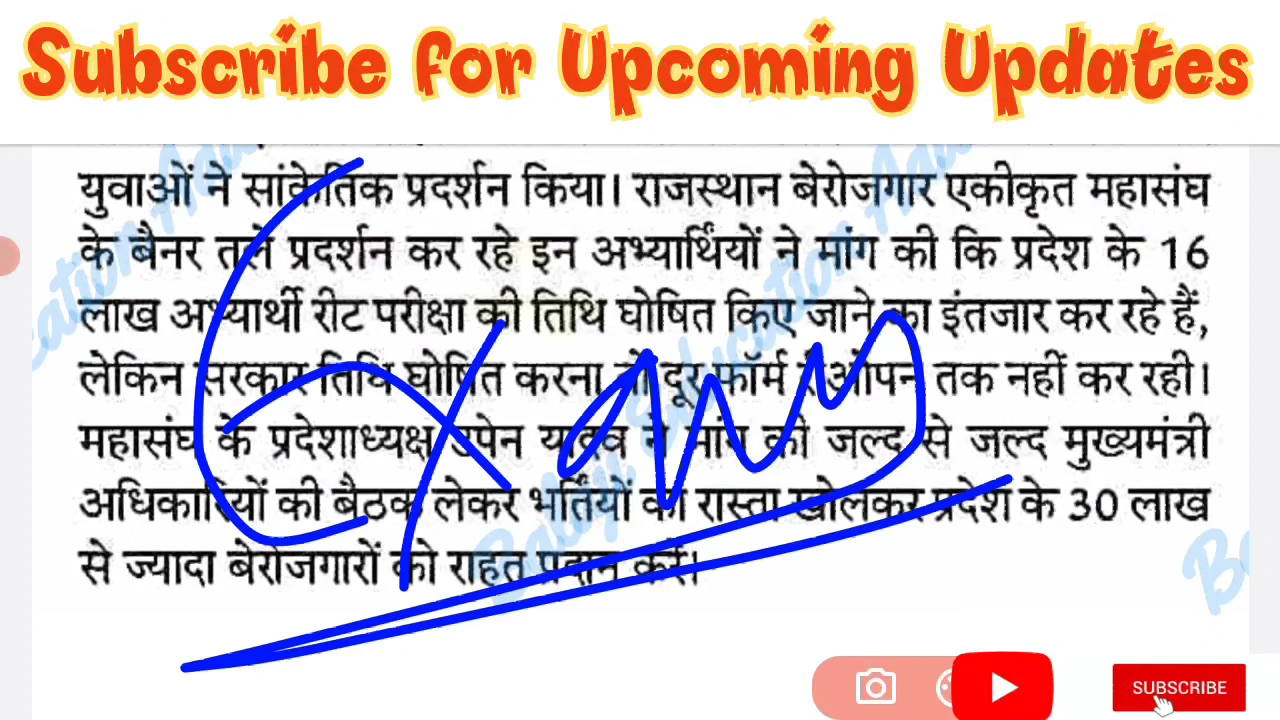 Subscribe for Upcoming Updates
युवाओं ने सांकेतिक प्रदर्शन किया। राजस्थान बेरोजगार एकीकृत महासंघ
के बैनर तले प्रदर्शन कर रहे इन अभ्यार्थियों ने मांग की कि प्रदेश के 16
लाख अभ्यार्थी रीट परीक्षा की तिथि घोषित किए जाने का इंतजार कर रहे हैं,
लेकिन सरकार तिथि घोषित करना तो दूर फॉर्म रीओपन तक नहीं कर रही।
महासंघ के प्रदेशाध्यक्ष उपेन यादव ने मांग की जल्द से जल्द मुख्यमंत्री
अधिकारियों की बैठक लेकर भर्तियों का रास्ता खोलकर प्रदेश के 30 लाख
से ज्यादा बेरोजगारों को राहत प्रदान करें।
SUBSCRIBE